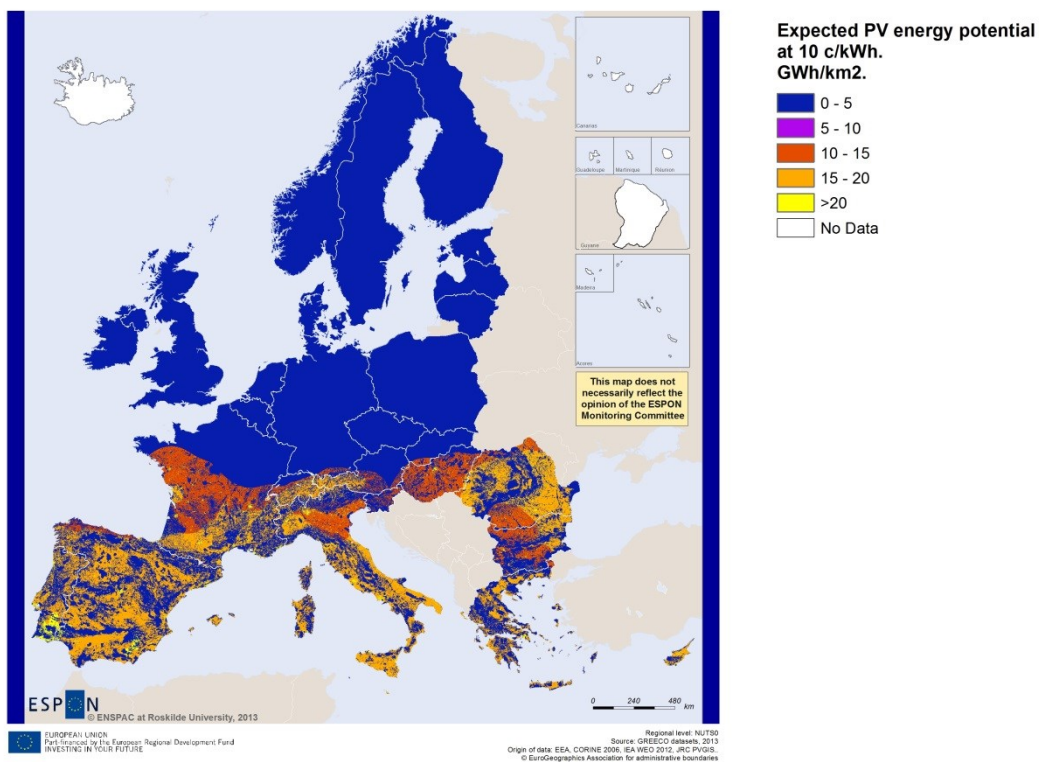 Expected PV energy potential
at 10 c/kWh.
GWh/km2.
0 - 5
5 - 10
10 - 15
15 - 20
>20
No Data
Canarias
Guadeloupe Martinique Réunion
Guyane
Madeira
Acores
This map does not
necessarily reflect the
opinion of the ESPON
Monitoring Committee
ESPON
© ENSPAC at Roskilde University, 2013
0 240 480
km
EUROPEAN UNION
Part-financed by the European Regional Development Fund
INVESTING IN YOUR FUTURE
Regional level: NUTS0
Source: GREECO datasets, 2013
Origin of data: EEA, CORINE 2006, IEA WEO 2012, JRC PVGIS..
© EuroGeographics Association for administrative boundaries